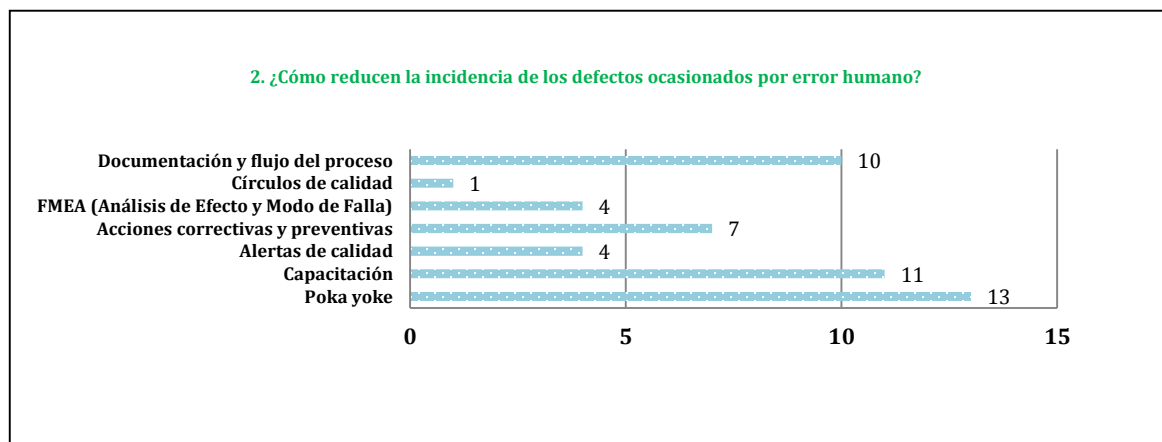 2. ¿Cómo reducen la incidencia de los defectos ocasionados por error humano?
Documentación y flujo del proceso 10
Círculos de calidad 1
FMEA (Análisis de Efecto y Modo de Falla) 4
Acciones correctivas y preventivas 7
Alertas de calidad 4
Capacitación 11
Poka yoke 13
0 5 10 15